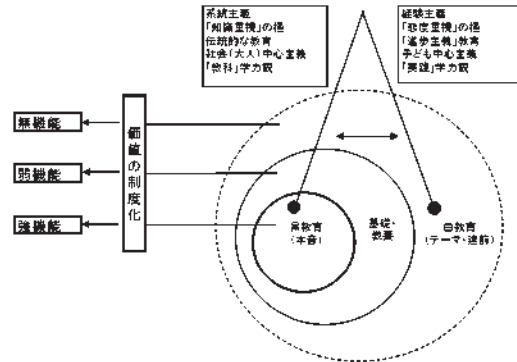 系統主義
「知識重視」の極
伝統的な教育
社会(大人)中心主義
「教科」学力観
経験主義
「態度重視」の極
「進歩主義」教育
子ども中心主義
「実践」学力観
無機能
弱機能
強機能
価値の制度化
黒教育
(本音)
基礎・
教養
白教育
(テーマ・建前)